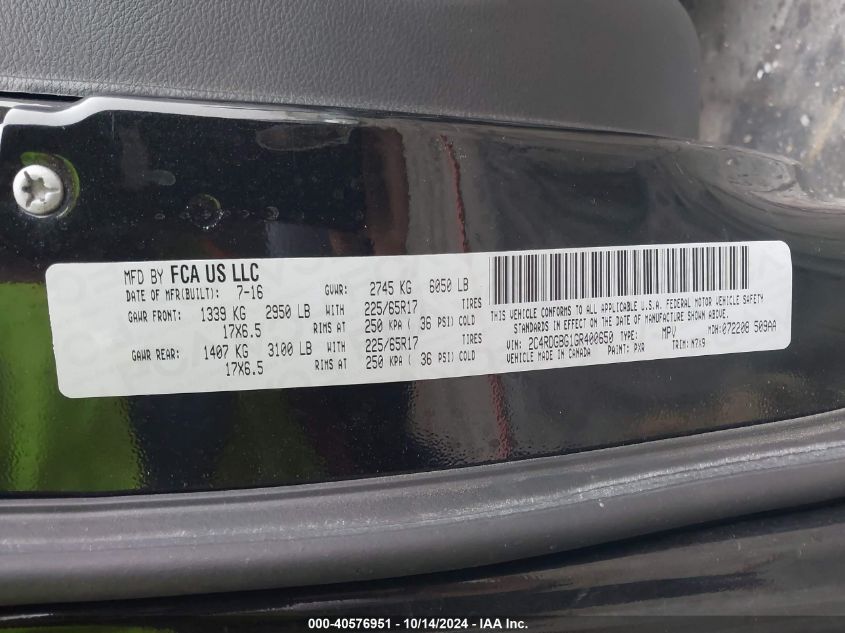 MFD BY FCA US LLC
DATE OF MFR(BUILT): 7-16 GVWR: 2745 KG 6050 LB
GAWR FRONT: 1339 KG 2950 LB WITH 225/65R17 TIRES
17X6.5 RIMS AT 250 KPA ( 36 PSI) COLD
GAWR REAR: 1407 KG 3100 LB WITH 225/65R17 TIRES
17X6.5 RIMS AT 250 KPA ( 36 PSI) COLD
THIS VEHICLE CONFORMS TO ALL APPLICABLE U.S.A. FEDERAL MOTOR VEHICLE SAFETY
STANDARDS IN EFFECT ON THE DATE OF MANUFACTURE SHOWN ABOVE.
VIN: 2C4RDGBG1GR400650 MPV MDH: 072208 509AA
VEHICLE MADE IN CANADA PAINT: PXR TRIM: N7X9
000-40576951 - 10/14/2024 - IAA Inc.